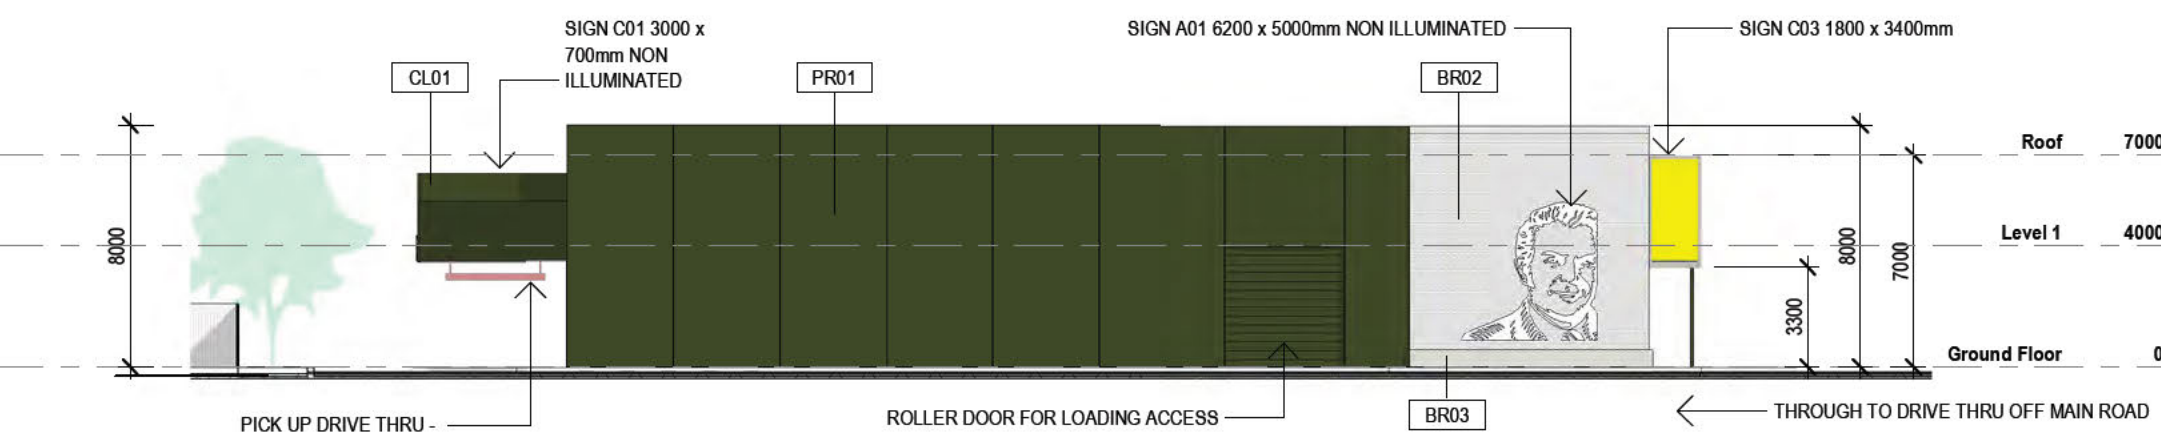 SIGN C01 3000 x
700mm NON
ILLUMINATED
SIGN A01 6200 x 5000mm NON ILLUMINATED
SIGN C03 1800 x 3400mm
CL01
PR01
BR02
Roof 7000
8000
Level 1 4000
8000
7000
3300
Ground Floor 0
PICK UP DRIVE THRU -
ROLLER DOOR FOR LOADING ACCESS
BR03
THROUGH TO DRIVE THRU OFF MAIN ROAD